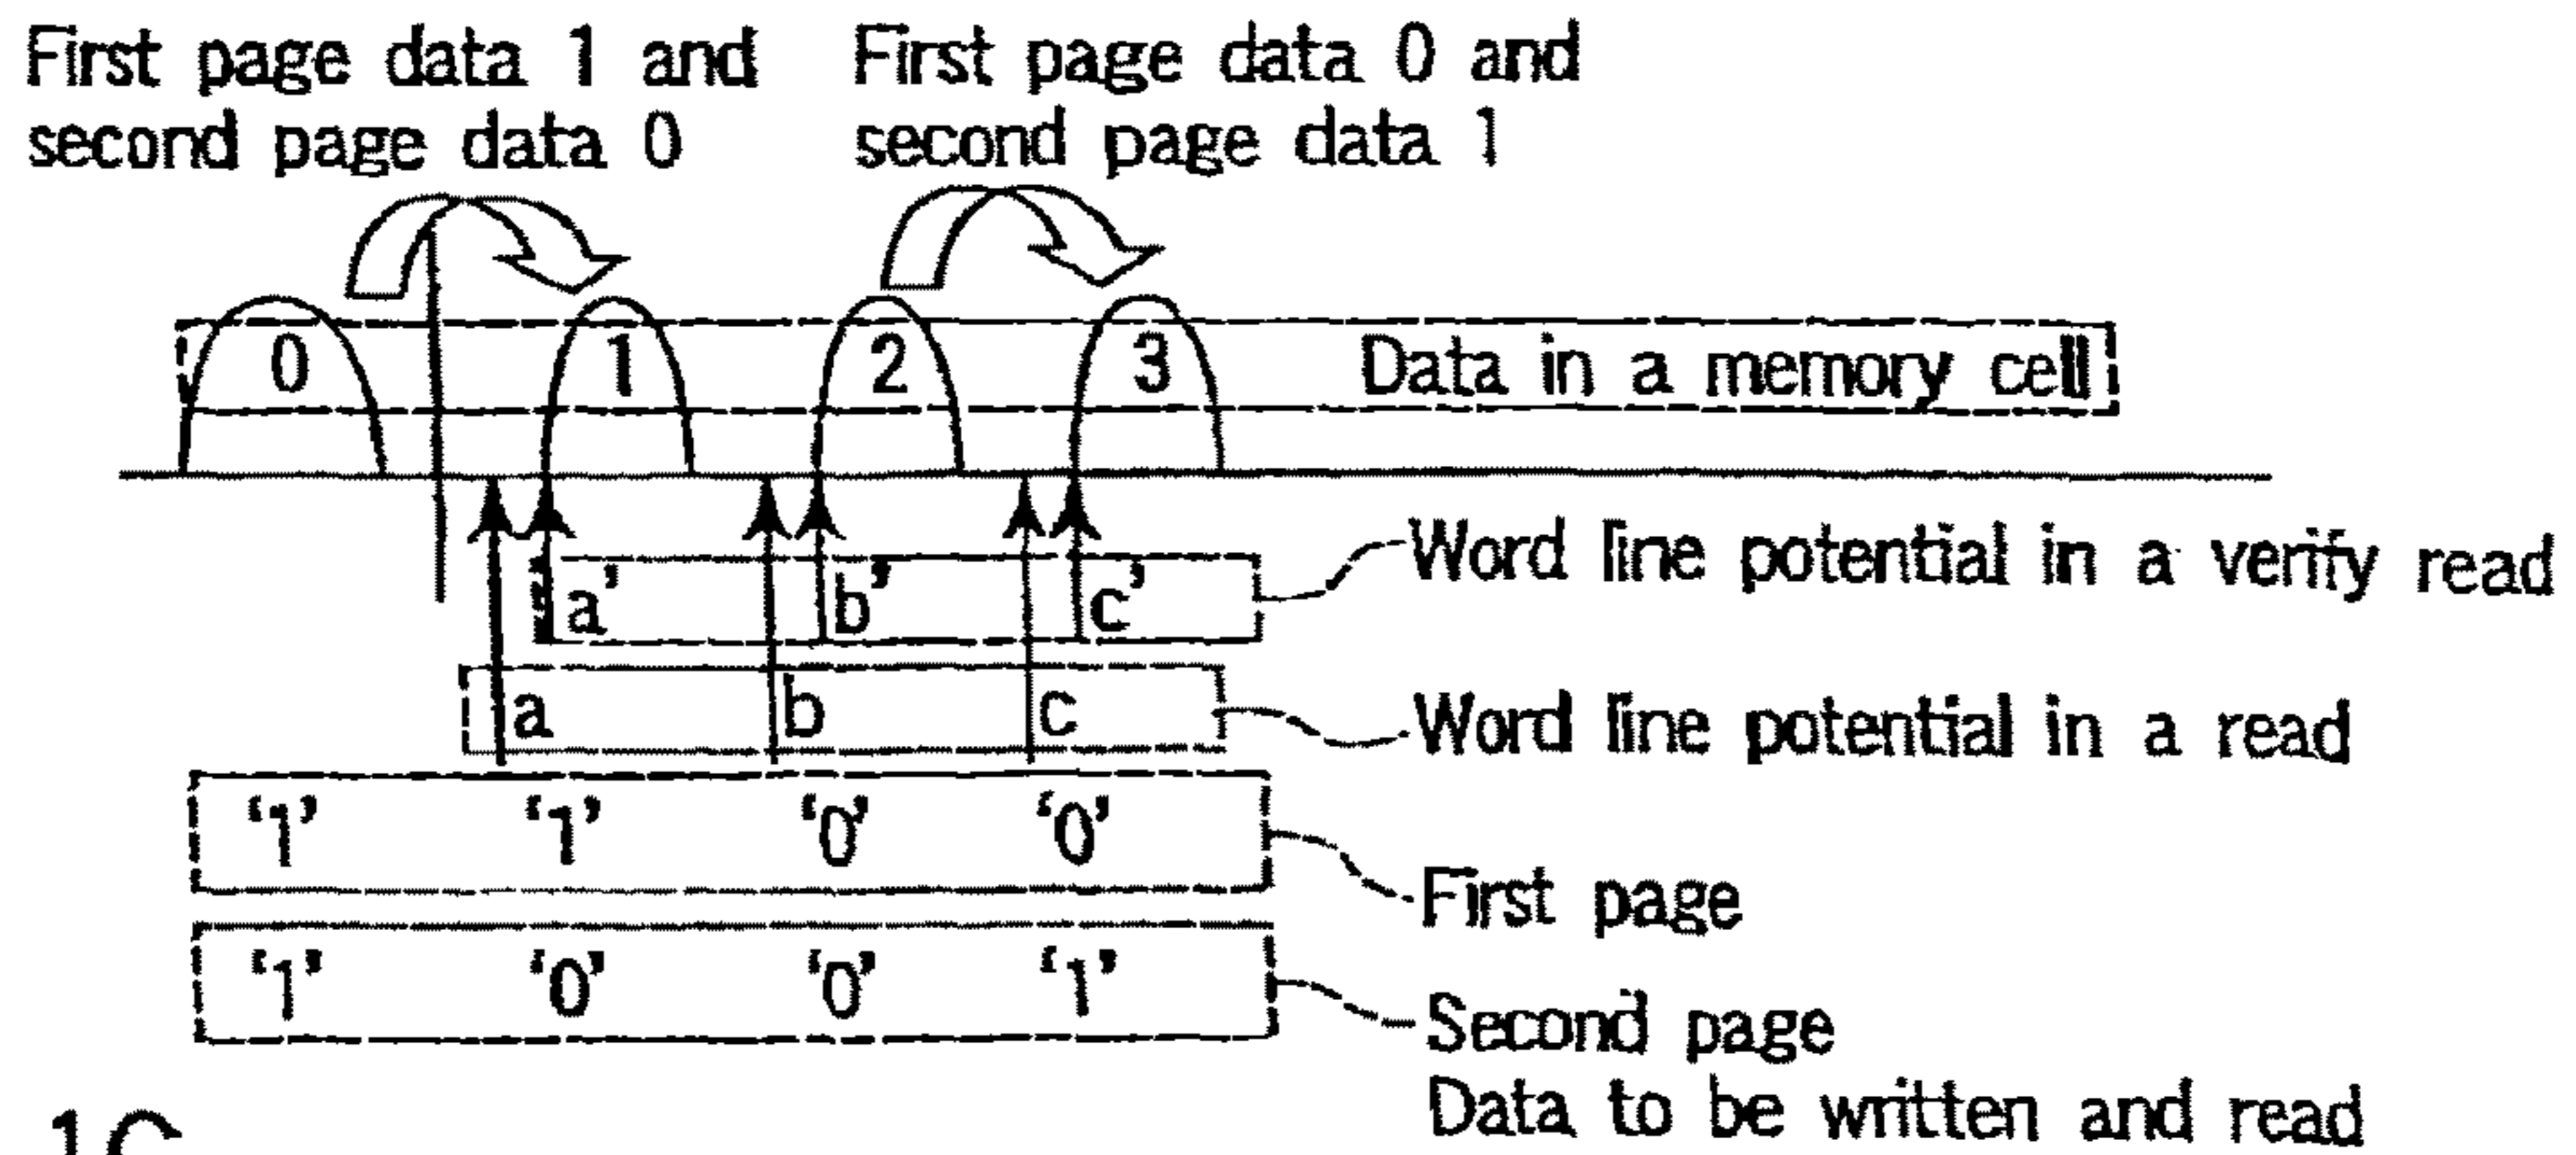 First page data 1 and
second page data 0
First page data 0 and
second page data 1
0 1 2 3 Data in a memory cell
a' b' c' Word line potential in a verify read
a b c Word line potential in a read
'1' '1' '0' '0'
First page
'1' '0' '0' '1'
Second page
Data to be written and read
1C